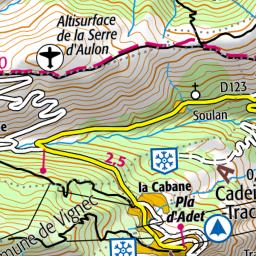 Altisurface
de la Serre
d'Aulon
D123
Soulan
2,5
la Cabane
Pla
d'Adet
Cadei
Trac
mune de Vignec